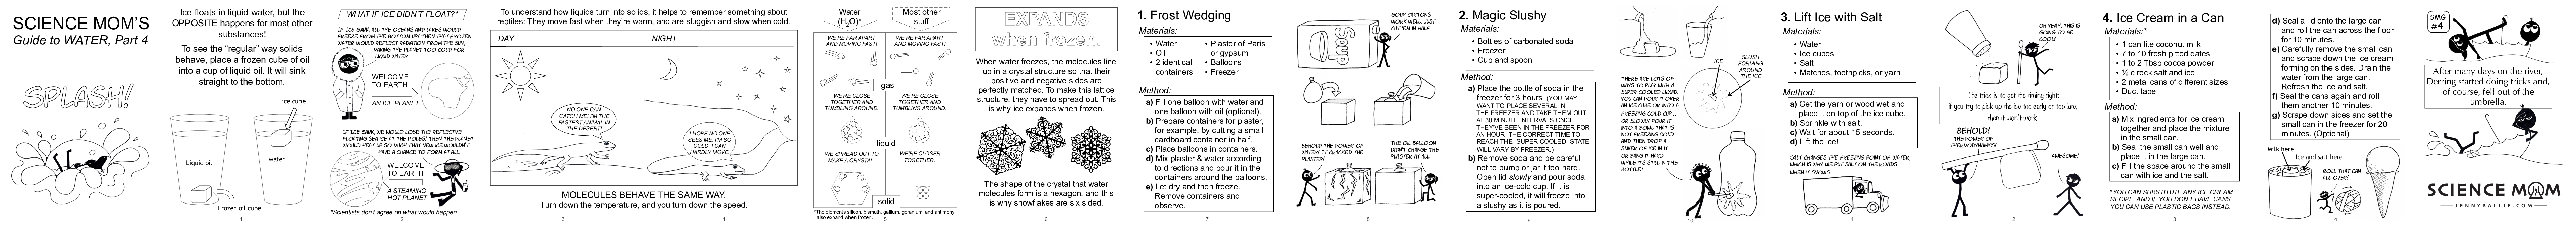 SCIENCE MOM'S
Guide to WATER, Part 4
SPLASH!
Ice floats in liquid water, but the
OPPOSITE happens for most other
substances!
To see the "regular" way solids
behave, place a frozen cube of oil
into a cup of liquid oil. It will sink
straight to the bottom.
Ice cube
Liquid oil
water
Frozen oil cube
1
WHAT IF ICE DIDN'T FLOAT?*
IF ICE SANK, ALL THE OCEANS AND LAKES WOULD
FREEZE FROM THE BOTTOM UP! THEN THAT FROZEN
WATER WOULD REFLECT RADIATION FROM THE SUN,
MAKING THE PLANET TOO COLD FOR
LIQUID WATER.
WELCOME
TO EARTH
AN ICE PLANET
IF ICE SANK, WE WOULD LOSE THE REFLECTIVE
FLOATING SEA ICE AT THE POLES! THEN THE PLANET
WOULD HEAT UP SO MUCH THAT NEW ICE WOULDN'T
HAVE A CHANCE TO FORM AT ALL.
WELCOME
TO EARTH
A STEAMING
HOT PLANET
*Scientists don't agree on what would happen.
2
To understand how liquids turn into solids, it helps to remember something about
reptiles: They move fast when they're warm, and are sluggish and slow when cold.
DAY
NO ONE CAN
CATCH ME! I'M THE
FASTEST ANIMAL IN
THE DESERT!
NIGHT
I HOPE NO ONE
SEES ME. I'M SO
COLD, I CAN
HARDLY MOVE.
MOLECULES BEHAVE THE SAME WAY.
Turn down the temperature, and you turn down the speed.
3
4
Water
(H2O)*
Most other
stuff
WE'RE FAR APART
AND MOVING FAST!
WE'RE FAR APART
AND MOVING FAST!
gas
WE'RE CLOSE
TOGETHER AND
TUMBLING AROUND.
WE'RE CLOSE
TOGETHER AND
TUMBLING AROUND.
liquid
WE SPREAD OUT TO
MAKE A CRYSTAL.
WE'RE CLOSER
TOGETHER.
solid
*The elements silicon, bismuth, gallium, geranium, and antimony
also expand when frozen.
5
EXPANDS
when frozen.
When water freezes, the molecules line
up in a crystal structure so that their
positive and negative sides are
perfectly matched. To make this lattice
structure, they have to spread out. This
is why ice expands when frozen.
The shape of the crystal that water
molecules form is a hexagon, and this
is why snowflakes are six sided.
6
1. Frost Wedging
Materials:
• Water
• Oil
• 2 identical
containers
• Plaster of Paris
or gypsum
• Balloons
• Freezer
Method:
a) Fill one balloon with water and
one balloon with oil (optional).
b) Prepare containers for plaster,
for example, by cutting a small
cardboard container in half.
c) Place balloons in containers.
d) Mix plaster & water according
to directions and pour it in the
containers around the balloons.
e) Let dry and then freeze.
Remove containers and
observe.
7
SOUP CARTONS
WORK WELL. JUST
CUT 'EM IN HALF.
Soup
BEHOLD THE POWER OF
WATER! IT CRACKED THE
PLASTER!
THE OIL BALLOON
DIDN'T CHANGE THE
PLASTER AT ALL.
8
2. Magic Slushy
Materials:
• Bottles of carbonated soda
• Freezer
• Cup and spoon
Method:
a) Place the bottle of soda in the
freezer for 3 hours. (YOU MAY
WANT TO PLACE SEVERAL IN
THE FREEZER AND TAKE THEM OUT
AT 30 MINUTE INTERVALS ONCE
THEY'VE BEEN IN THE FREEZER FOR
AN HOUR. THE CORRECT TIME TO
REACH THE "SUPER COOLED" STATE
WILL VARY BY FREEZER.)
b) Remove soda and be careful
not to bump or jar it too hard.
Open lid slowly and pour soda
into an ice-cold cup. If it is
super-cooled, it will freeze into
a slushy as it is poured.
9
THERE ARE LOTS OF
WAYS TO PLAY WITH A
SUPER COOLED LIQUID!
YOU CAN POUR IT OVER
AN ICE CUBE OR INTO A
FREEZING COLD CUP...
OR SLOWLY POUR IT
INTO A BOWL THAT IS
NOT FREEZING COLD
AND THEN DROP A
SLIVER OF ICE IN IT...
OR BANG IT HARD
WHILE IT'S STILL IN THE
BOTTLE!
ICE
SLUSH
FORMING
AROUND
THE ICE
10
3. Lift Ice with Salt
Materials:
• Water
• Ice cubes
• Salt
• Matches, toothpicks, or yarn
Method:
a) Get the yarn or wood wet and
place it on top of the ice cube.
b) Sprinkle with salt.
c) Wait for about 15 seconds.
d) Lift the ice!
SALT CHANGES THE FREEZING POINT OF WATER,
WHICH IS WHY WE PUT SALT ON THE ROADS
WHEN IT SNOWS...
11
OH YEAH, THIS IS
GOING TO BE
COOL!
The trick is to get the timing right:
if you try to pick up the ice too early or too late,
then it won't work.
BEHOLD!
THE POWER OF
THERMODYNAMICS!
AWESOME!
12
4. Ice Cream in a Can
Materials:*
• 1 can lite coconut milk
• 7 to 10 fresh pitted dates
• 1 to 2 Tbsp cocoa powder
• ½ c rock salt and ice
• 2 metal cans of different sizes
• Duct tape
Method:
a) Mix ingredients for ice cream
together and place the mixture
in the small can.
b) Seal the small can well and
place it in the large can.
c) Fill the space around the small
can with ice and the salt.
*YOU CAN SUBSTITUTE ANY ICE CREAM
RECIPE, AND IF YOU DON'T HAVE CANS
YOU CAN USE PLASTIC BAGS INSTEAD.
13
d) Seal a lid onto the large can
and roll the can across the floor
for 10 minutes.
e) Carefully remove the small can
and scrape down the ice cream
forming on the sides. Drain the
water from the large can.
Refresh the ice and salt.
f) Seal the cans again and roll
them another 10 minutes.
g) Scrape down sides and set the
small can in the freezer for 20
minutes. (Optional)
Milk here
Ice and salt here
ROLL THAT CAN
ALL OVER!
14
SMG
#4
After many days on the river,
Derring started doing tricks and,
of course, fell out of the
umbrella.
SCIENCE MOM
JENNYBALLIF.COM